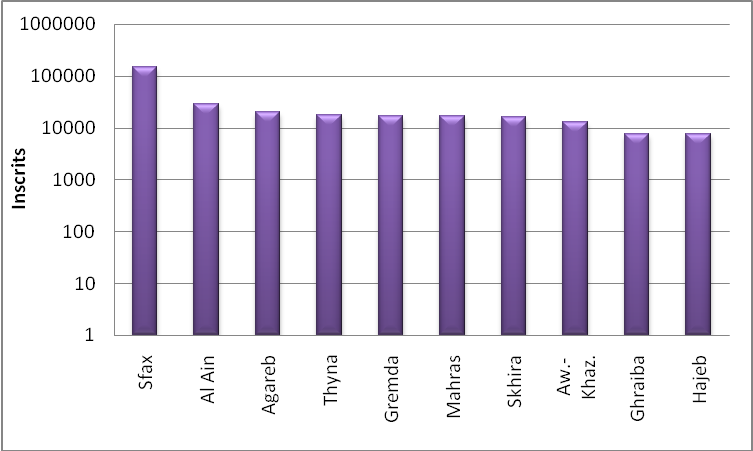 1000000
100000
10000
1000
100
10
1
Inscrits
Sfax
Al Ain
Agareb
Thyna
Gremda
Mahras
Skhira
Aw.-
Khaz.
Ghraiba
Hajeb